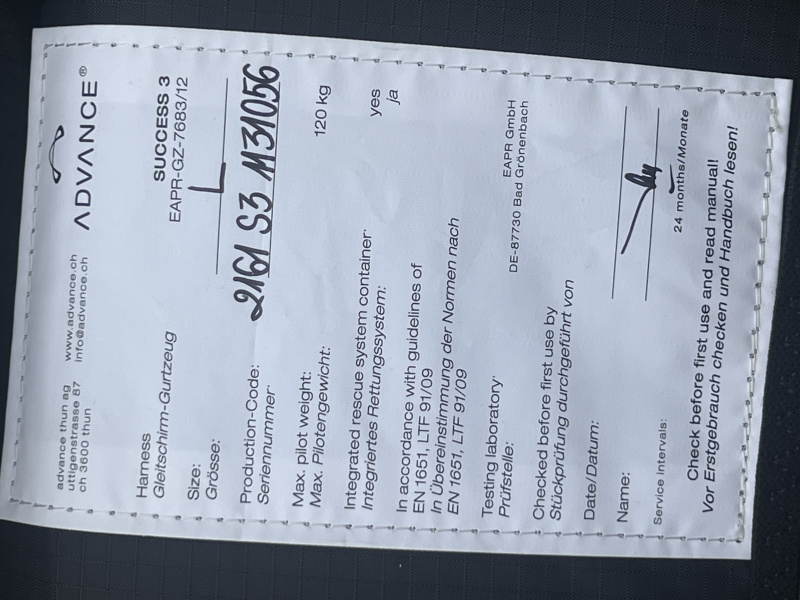 advance thun ag
uttigenstrasse 87
ch 3600 thun
www.advance.ch
info@advance.ch
ADVANCE®
Harness
Gleitschirm-Gurtzeug
SUCCESS 3
EAPR-GZ-7683/12
Size:
Grösse:
L
Production-Code:
Seriennummer:
2161 S3 1131056
Max. pilot weight:
Max. Pilotengewicht:
120 kg
Integrated rescue system container:
Integriertes Rettungssystem:
yes
ja
In accordance with guidelines of
EN 1651, LTF 91/09
In Übereinstimmung der Normen nach
EN 1651, LTF 91/09
Testing laboratory:
Prüfstelle:
EAPR GmbH
DE-87730 Bad Grönenbach
Checked before first use by
Stückprüfung durchgeführt von
Date/Datum:
Name:
Service Intervals:
24 months/Monate
Check before first use and read manual!
Vor Erstgebrauch checken und Handbuch lesen!